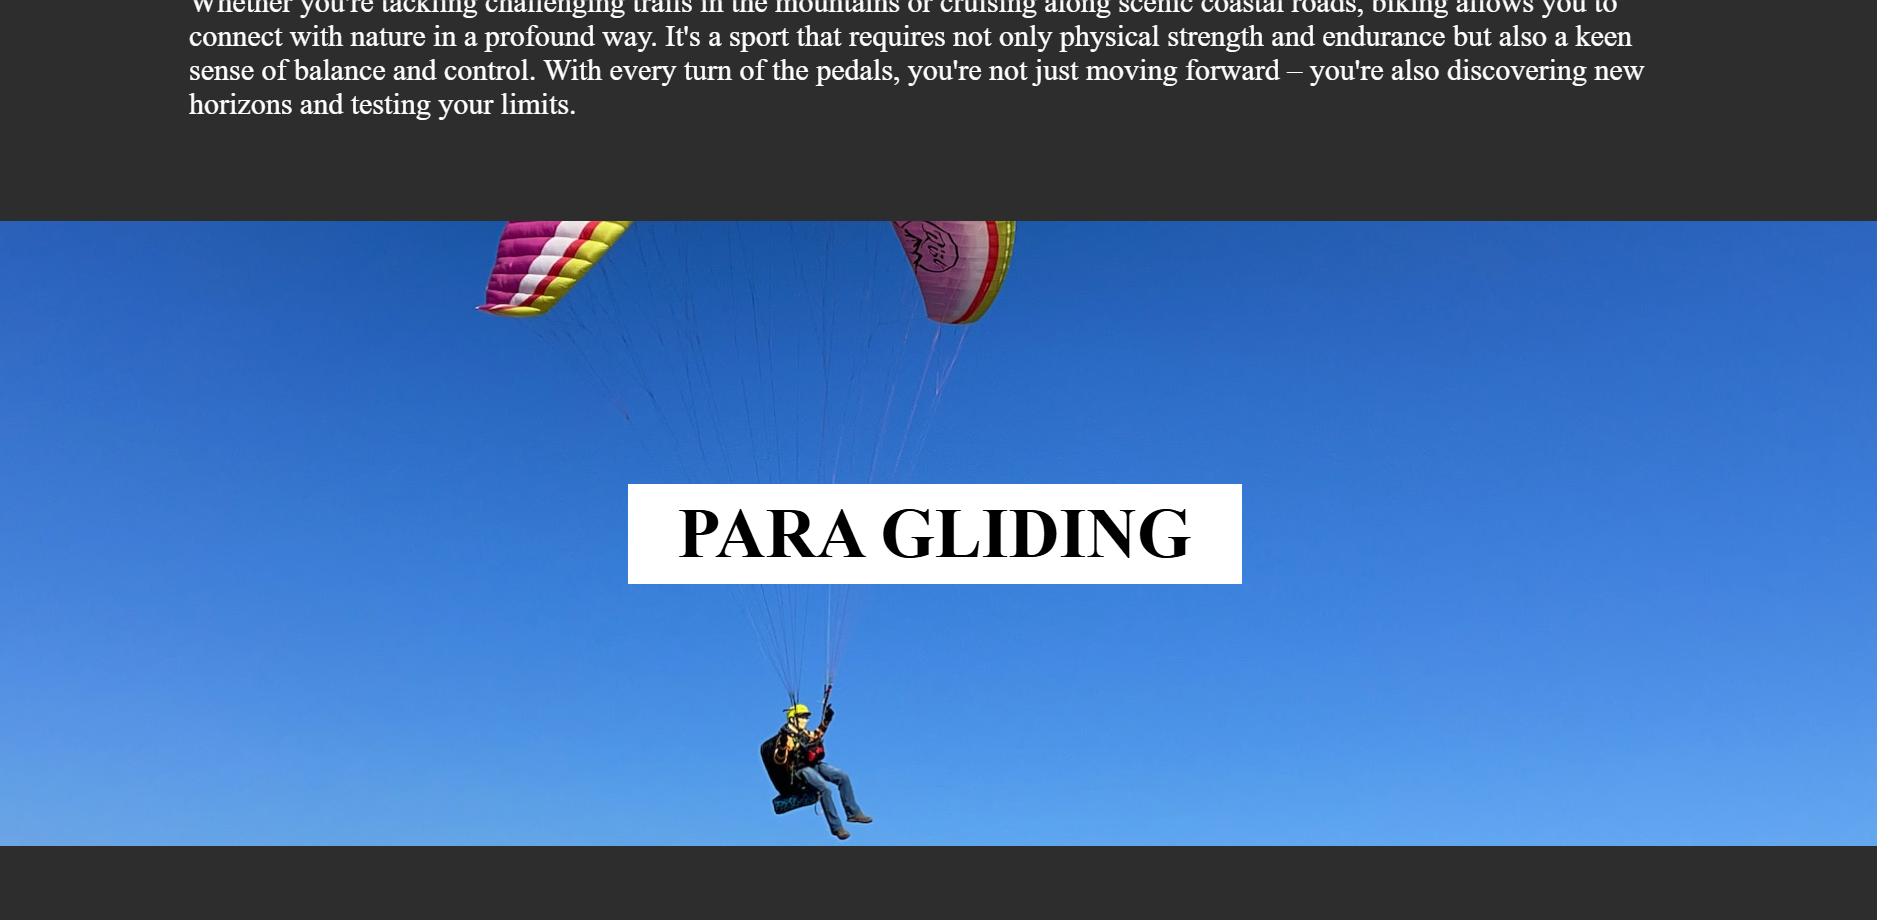 Whether you're tackling challenging trails in the mountains or cruising along scenic coastal roads, biking allows you to
connect with nature in a profound way. It's a sport that requires not only physical strength and endurance but also a keen
sense of balance and control. With every turn of the pedals, you're not just moving forward – you're also discovering new
horizons and testing your limits.
PARA GLIDING